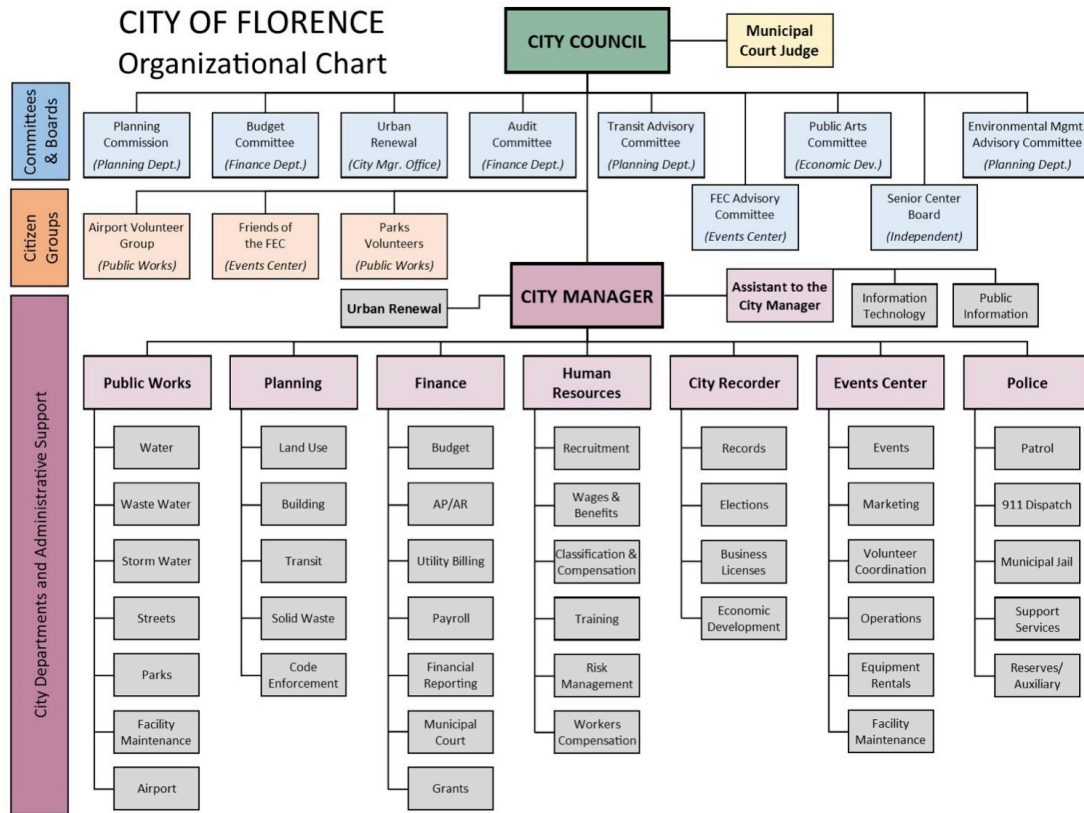 CITY OF FLORENCE
Organizational Chart
CITY COUNCIL
Municipal
Court Judge
Committees
& Boards
Planning
Commission
(Planning Dept.)
Budget
Committee
(Finance Dept.)
Urban
Renewal
(City Mgr. Office)
Audit
Committee
(Finance Dept.)
Transit Advisory
Committee
(Planning Dept.)
Public Arts
Committee
(Economic Dev.)
Environmental Mgmt.
Advisory Committee
(Planning Dept.)
FEC Advisory
Committee
(Events Center)
Senior Center
Board
(Independent)
Citizen
Groups
Airport Volunteer
Group
(Public Works)
Friends of
the FEC
(Events Center)
Parks
Volunteers
(Public Works)
Urban Renewal
CITY MANAGER
Assistant to the
City Manager
Information
Technology
Public
Information
City Departments and Administrative Support
Public Works
Water
Waste Water
Storm Water
Streets
Parks
Facility
Maintenance
Airport
Planning
Land Use
Building
Transit
Solid Waste
Code
Enforcement
Finance
Budget
AP/AR
Utility Billing
Payroll
Financial
Reporting
Municipal
Court
Grants
Human
Resources
Recruitment
Wages &
Benefits
Classification &
Compensation
Training
Risk
Management
Workers
Compensation
City Recorder
Records
Elections
Business
Licenses
Economic
Development
Events Center
Events
Marketing
Volunteer
Coordination
Operations
Equipment
Rentals
Facility
Maintenance
Police
Patrol
911 Dispatch
Municipal Jail
Support
Services
Reserves/
Auxiliary